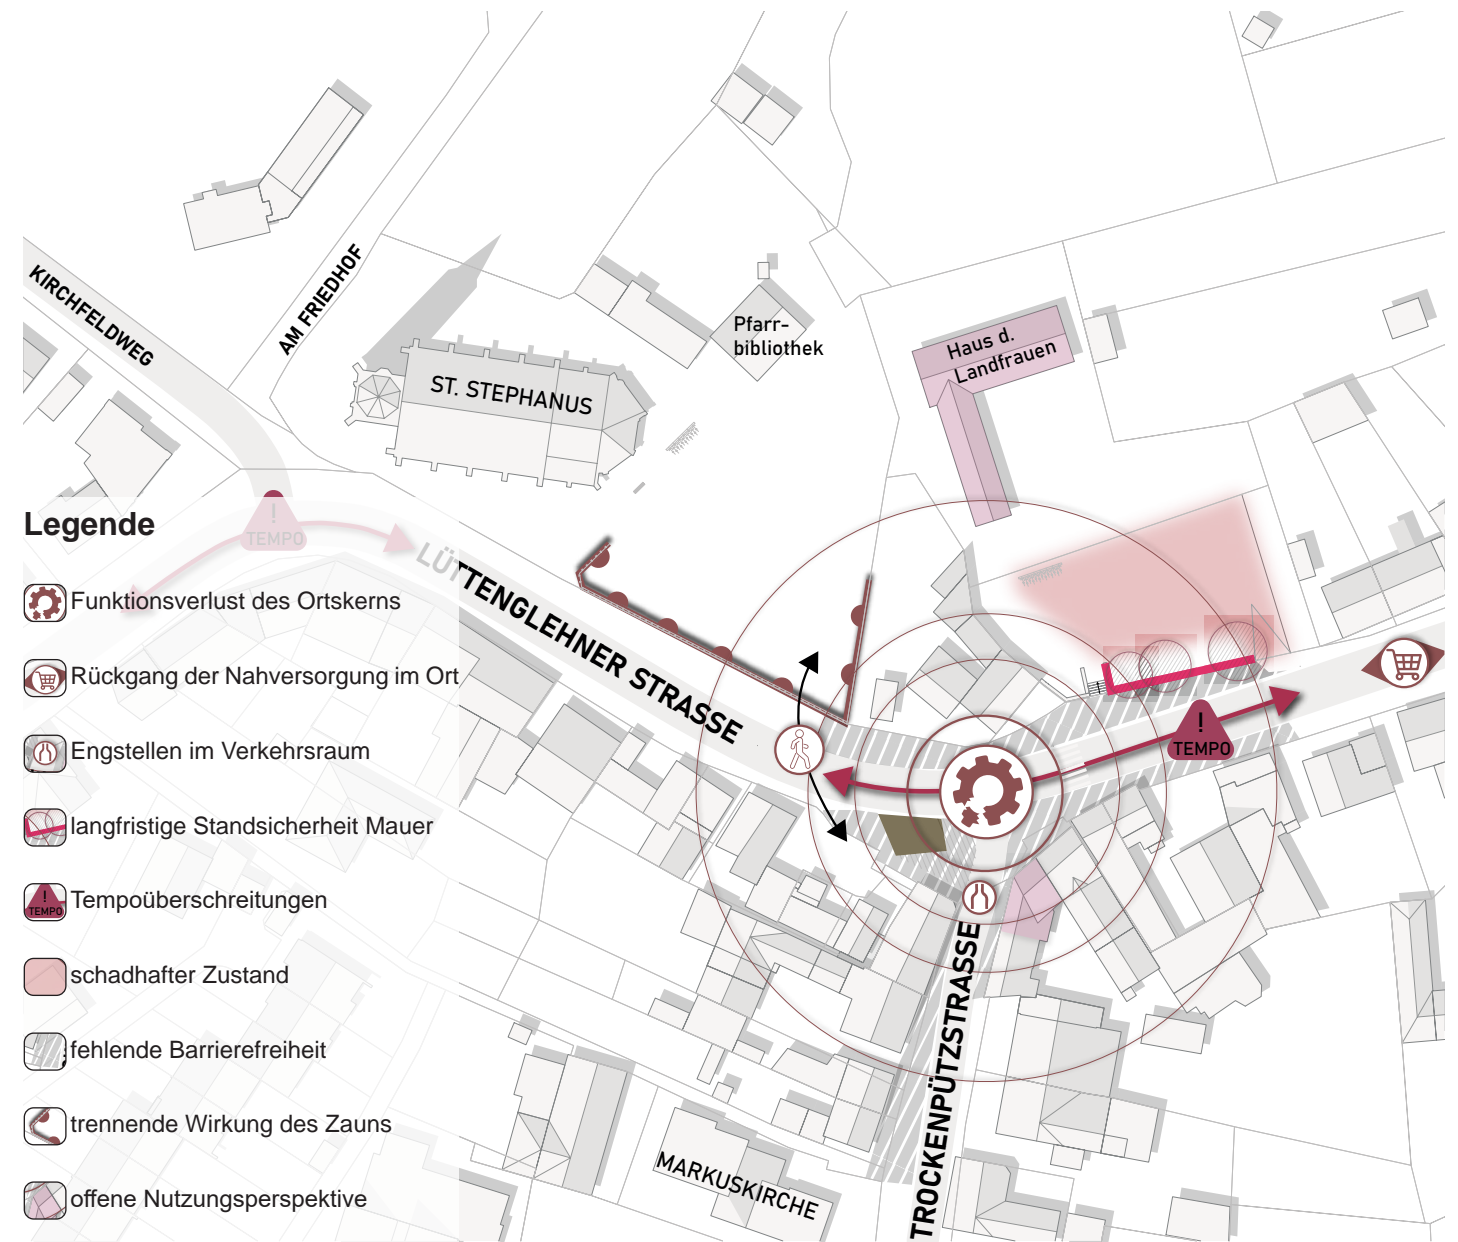 KIRCHFELDWEG
AM FRIEDHOF
Pfarr-
bibliothek
ST. STEPHANUS
Haus d.
Landfrauen
!
TEMPO
LÜTTENGLEHNER STRASSE
!
TEMPO
TROCKENPÜTZSTRASSE
MARKUSKIRCHE
Legende
Funktionsverlust des Ortskerns
Rückgang der Nahversorgung im Ort
Engstellen im Verkehrsraum
langfristige Standsicherheit Mauer
!
TEMPO
Tempoüberschreitungen
schadhafter Zustand
fehlende Barrierefreiheit
trennende Wirkung des Zauns
offene Nutzungsperspektive